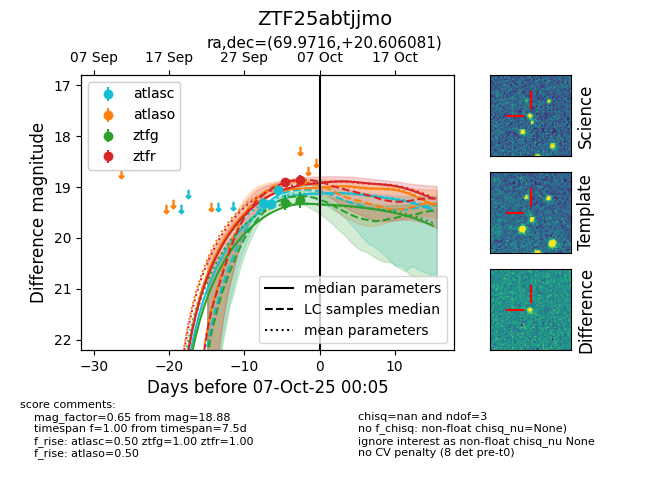 ZTF25abtjjmo
ra,dec=(69.9716,+20.606081)
07 Sep
17 Sep
27 Sep
07 Oct
17 Oct
17
18
19
20
21
22
Difference magnitude
atlasc
atlaso
ztfg
ztfr
median parameters
LC samples median
mean parameters
−30
−20
−10
0
10
Days before 07-Oct-25 00:05
Science
Template
Difference
score comments:
mag_factor=0.65 from mag=18.88
timespan f=1.00 from timespan=7.5d
f_rise: atlasc=0.50 ztfg=1.00 ztfr=1.00
f_rise: atlaso=0.50
chisq=nan and ndof=3
no f_chisq: non-float chisq_nu=None)
ignore interest as non-float chisq_nu None
no CV penalty (8 det pre-t0)